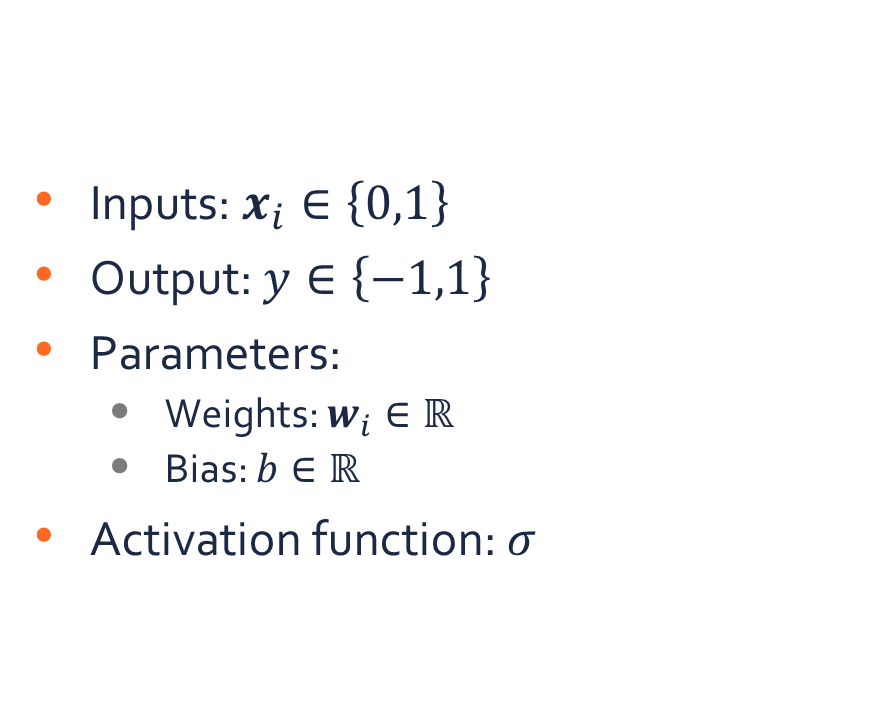 • Inputs: 𝒙ᵢ ∈ {0,1}
• Output: 𝑦 ∈ {−1,1}
• Parameters:
• Weights: 𝒘ᵢ ∈ ℝ
• Bias: 𝑏 ∈ ℝ
• Activation function: 𝜎